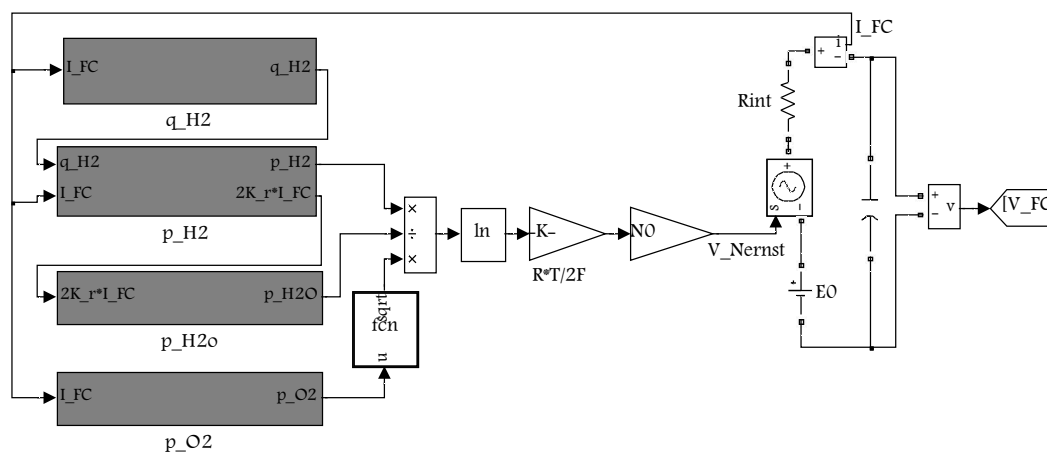 I_FC
I_FC
q_H2
q_H2
q_H2
p_H2
I_FC
2K_r*I_FC
p_H2
2K_r*I_FC
p_H2O
p_H2o
I_FC
p_O2
p_O2
×
÷
×
sqrt
fcn
u
ln
-K-
R*T/2F
N0
V_Nernst
Rint
+
i
-
+
s
-
+
E0
+
-
v
[V_FC